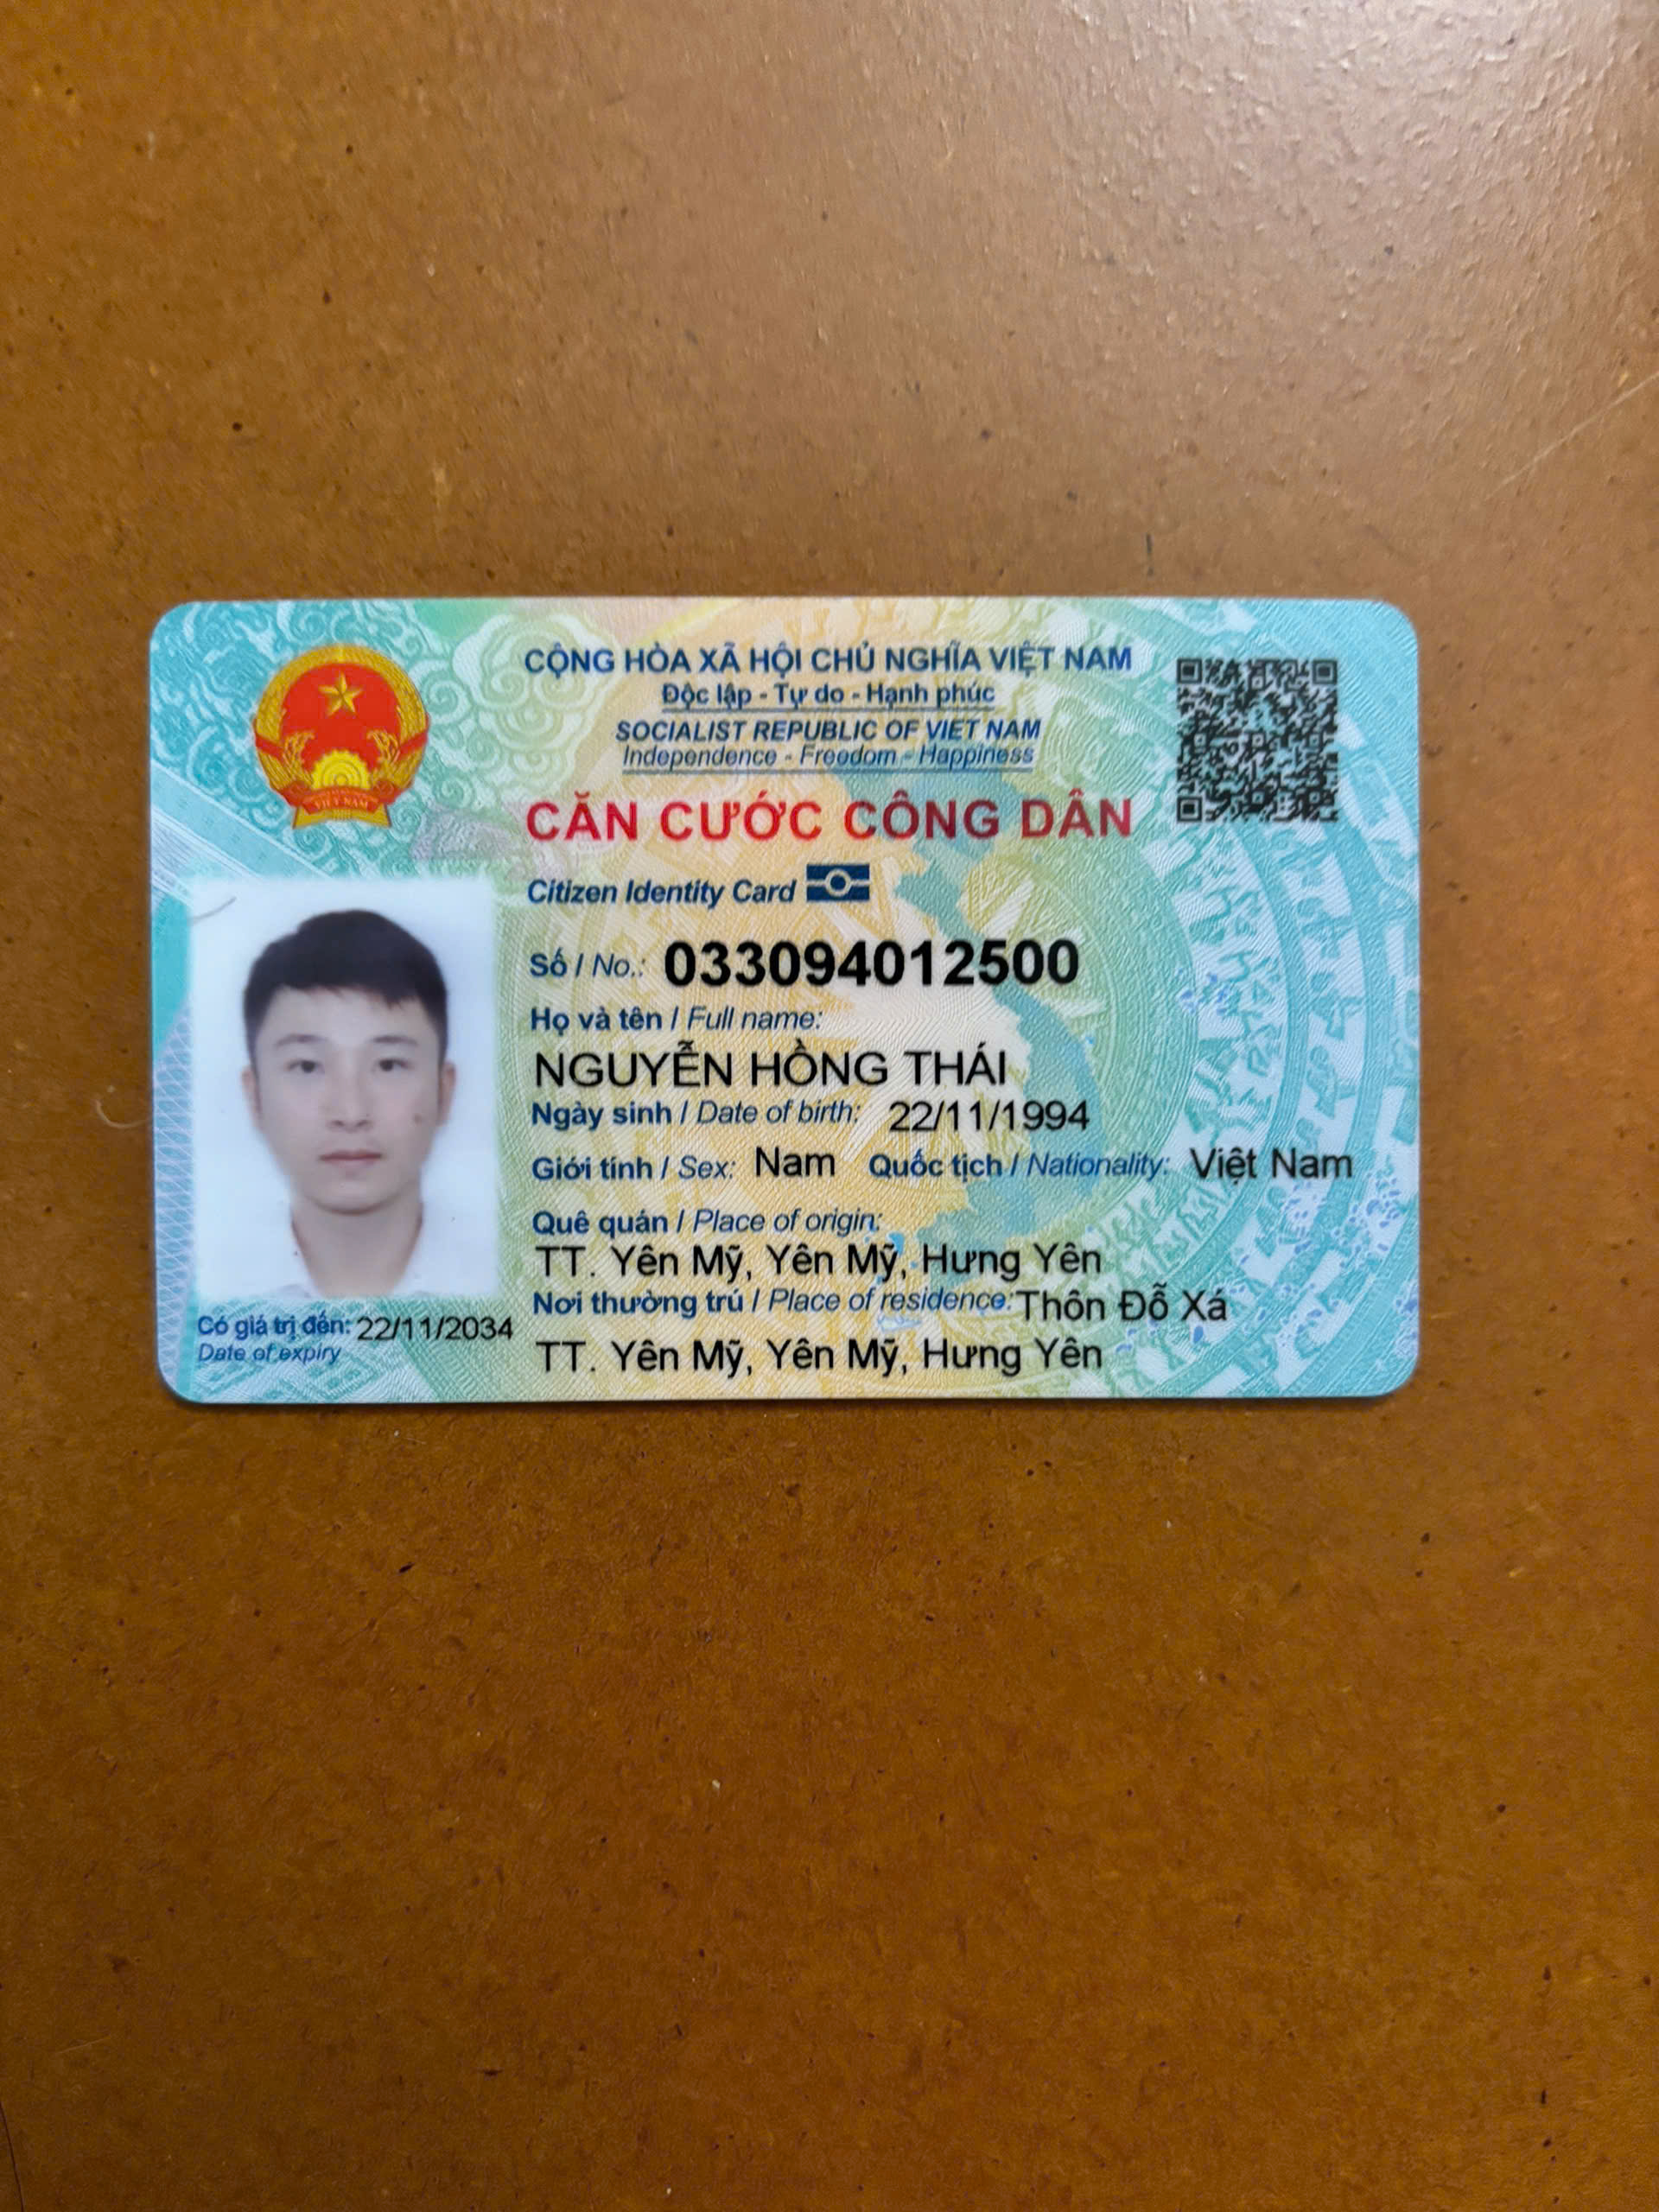 CỘNG HÒA XÃ HỘI CHỦ NGHĨA VIỆT NAM
Độc lập - Tự do - Hạnh phúc
SOCIALIST REPUBLIC OF VIET NAM
Independence - Freedom - Happiness
CĂN CƯỚC CÔNG DÂN
Citizen Identity Card
VIỆT NAM
Số / No.: 033094012500
Họ và tên / Full name:
NGUYỄN HỒNG THÁI
Ngày sinh / Date of birth: 22/11/1994
Giới tính / Sex: Nam Quốc tịch / Nationality: Việt Nam
Quê quán / Place of origin:
TT. Yên Mỹ, Yên Mỹ, Hưng Yên
Nơi thường trú / Place of residence: Thôn Đỗ Xá
TT. Yên Mỹ, Yên Mỹ, Hưng Yên
Có giá trị đến: 22/11/2034
Date of expiry